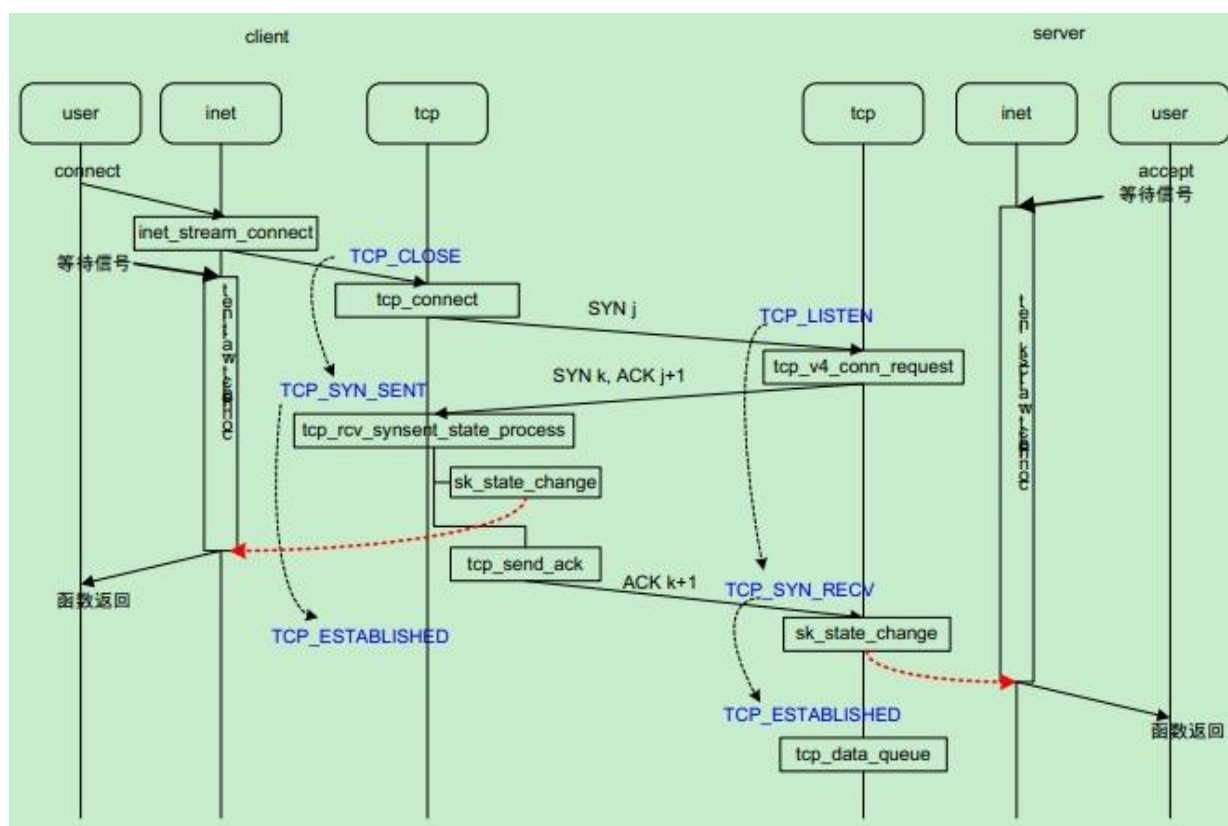 client
server
user
inet
tcp
tcp
inet
user
connect
accept
等待信号
inet_stream_connect
等待信号
TCP_CLOSE
tcp_connect
SYN j
TCP_LISTEN
tcp_v4_conn_request
SYN k, ACK j+1
TCP_SYN_SENT
tcp_rcv_synsent_state_process
sk_state_change
tcp_send_ack
ACK k+1
TCP_SYN_RECV
函数返回
TCP_ESTABLISHED
sk_state_change
TCP_ESTABLISHED
函数返回
tcp_data_queue